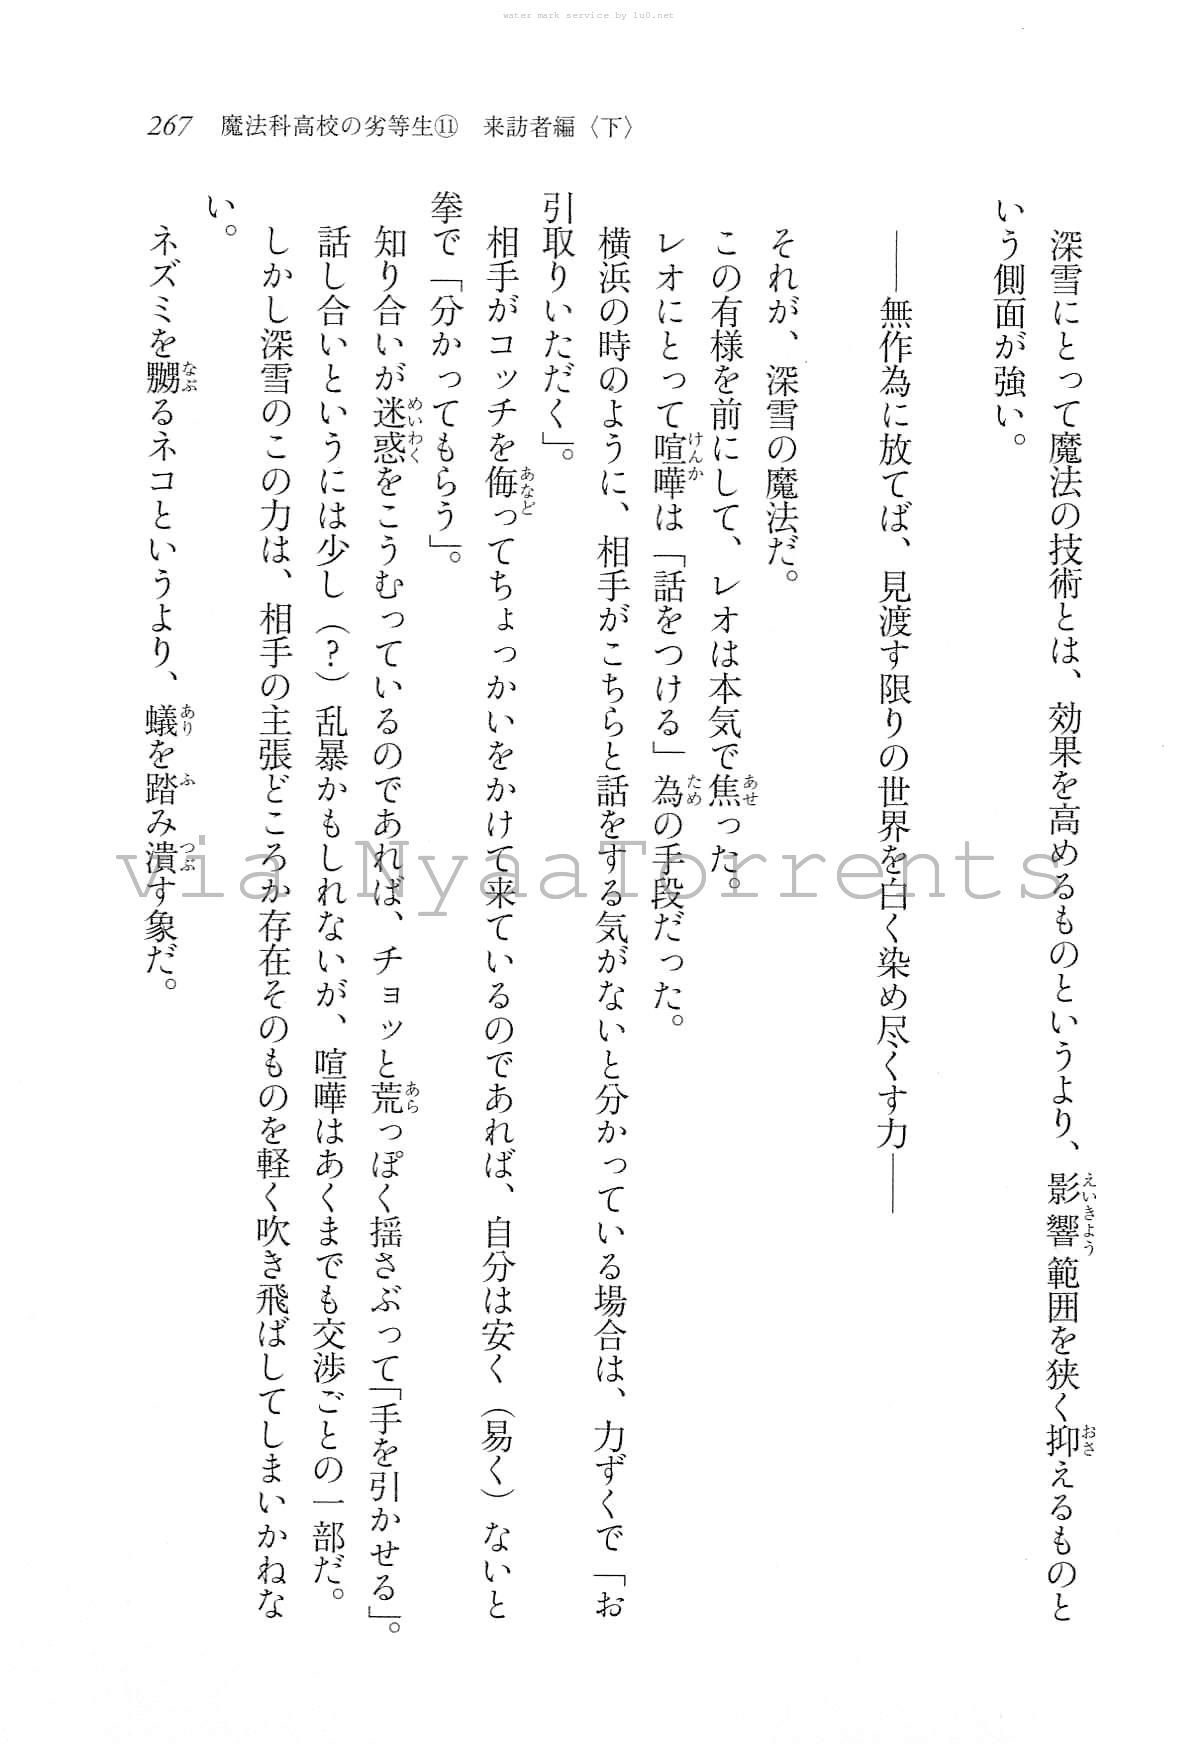 water mark service by lu0.net
267 魔法科高校の劣等生⑪ 来訪者編〈下〉
深雪にとって魔法の技術とは、効果を高めるものというより、影響範囲を狭く抑えるものと
いう側面が強い。
——無作為に放てば、見渡す限りの世界を白く染め尽くす力——
それが、深雪の魔法だ。
この有様を前にして、レオは本気で焦った。
レオにとって喧嘩は「話をつける」為の手段だった。
横浜の時のように、相手がこちらと話をする気がないと分かっている場合は、力ずくで「お
引取りいただく」。
相手がコッチを侮ってちょっかいをかけて来ているのであれば、自分は安く（易く）ないと
拳で「分かってもらう」。
知り合いが迷惑をこうむっているのであれば、チョッと荒っぽく揺さぶって「手を引かせる」。
話し合いというには少し（？）乱暴かもしれないが、喧嘩はあくまでも交渉ごとの一部だ。
しかし深雪のこの力は、相手の主張どころか存在そのものを軽く吹き飛ばしてしまいかねな
い。
ネズミを嬲るネコというより、蟻を踏み潰す象だ。
via NyaaTorrents